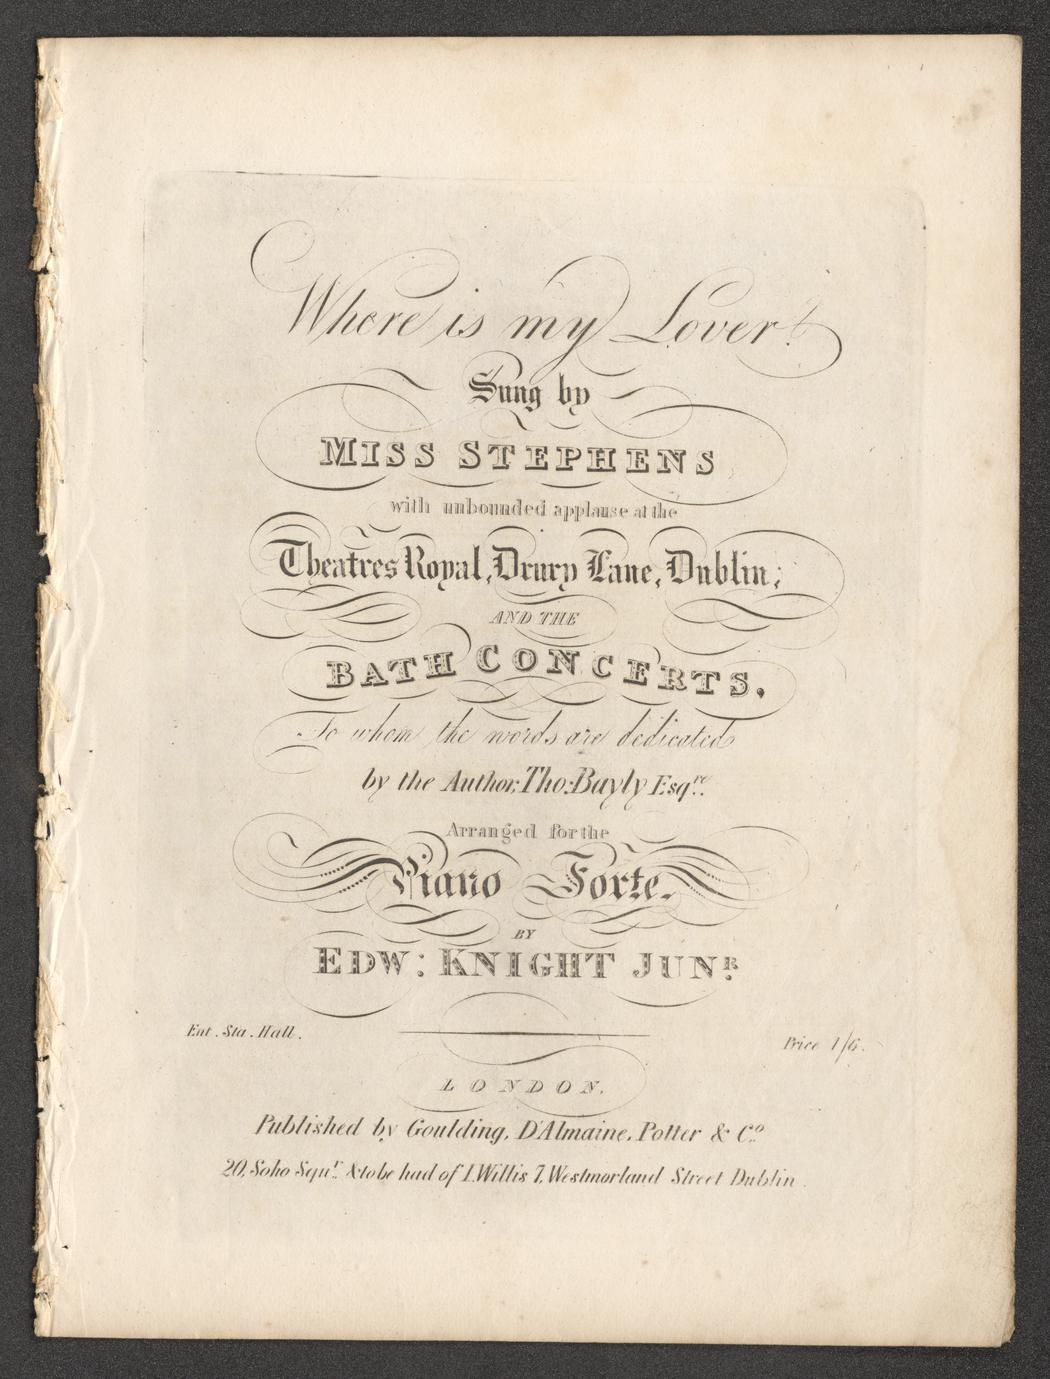 Where is my Lover?
Sung by
MISS STEPHENS
with unbounded applause at the
Theatres Royal, Drury Lane, Dublin;
AND THE
BATH CONCERTS.
To whom the words are dedicated
by the Author, Tho: Bayly Esqre.
Arranged for the
Piano Forte.
BY
EDW: KNIGHT JUNR.
Ent. Sta. Hall.
Price 1/6.
LONDON.
Published by Goulding, D'Almaine, Potter & Co
20, Soho Squr. & to be had of I. Willis 7, Westmorland Street Dublin.